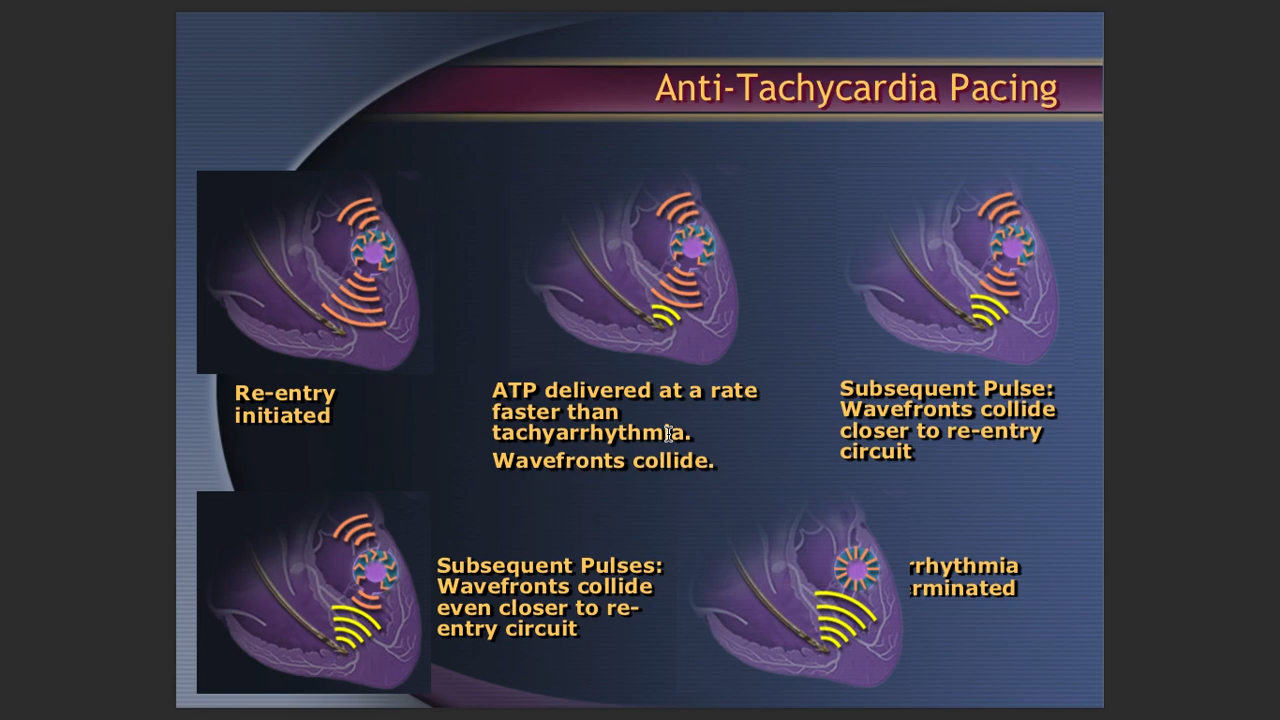 Anti-Tachycardia Pacing
Re-entry
initiated
ATP delivered at a rate
faster than
tachyarrhythmia.
Wavefronts collide.
Subsequent Pulse:
Wavefronts collide
closer to re-entry
circuit
Subsequent Pulses:
Wavefronts collide
even closer to re-
entry circuit
rrhythmia
rminated